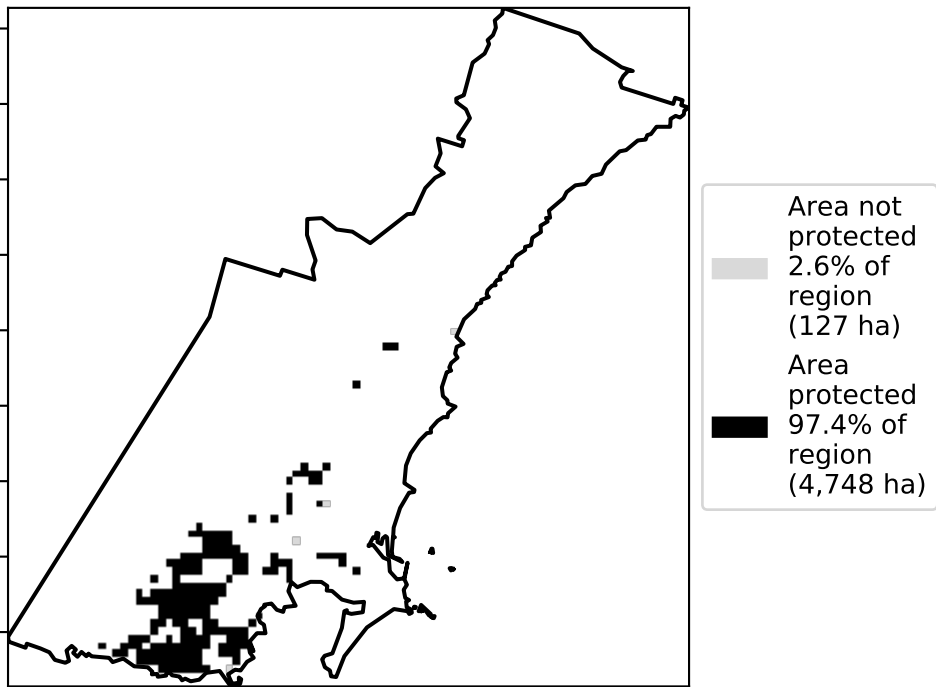 Area not
protected
2.6% of
region
(127 ha)
Area
protected
97.4% of
region
(4,748 ha)